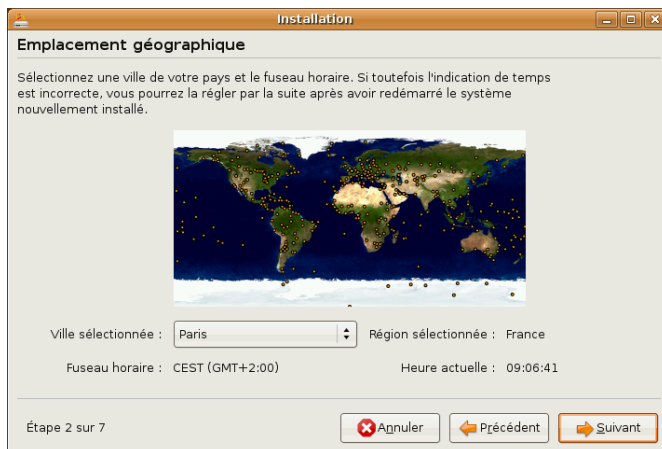 Installation
Emplacement géographique
Sélectionnez une ville de votre pays et le fuseau horaire. Si toutefois l'indication de temps
est incorrecte, vous pourrez la régler par la suite après avoir redémarré le système
nouvellement installé.
Ville sélectionnée : Paris Région sélectionnée : France
Fuseau horaire : CEST (GMT+2:00) Heure actuelle : 09:06:41
Étape 2 sur 7 Annuler Précédent Suivant